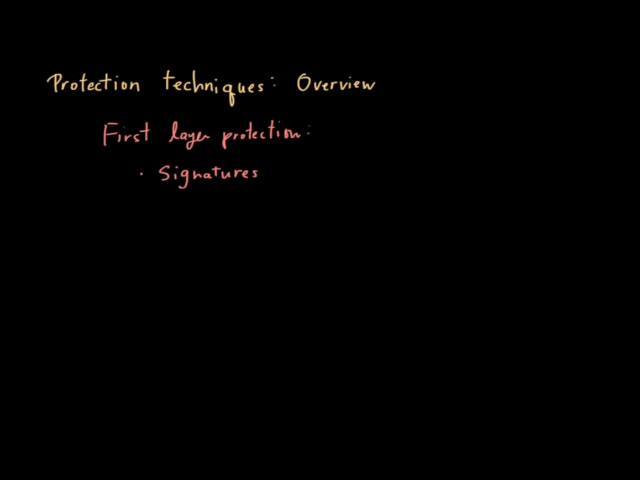 Protection techniques: Overview
First layer protection:
· Signatures